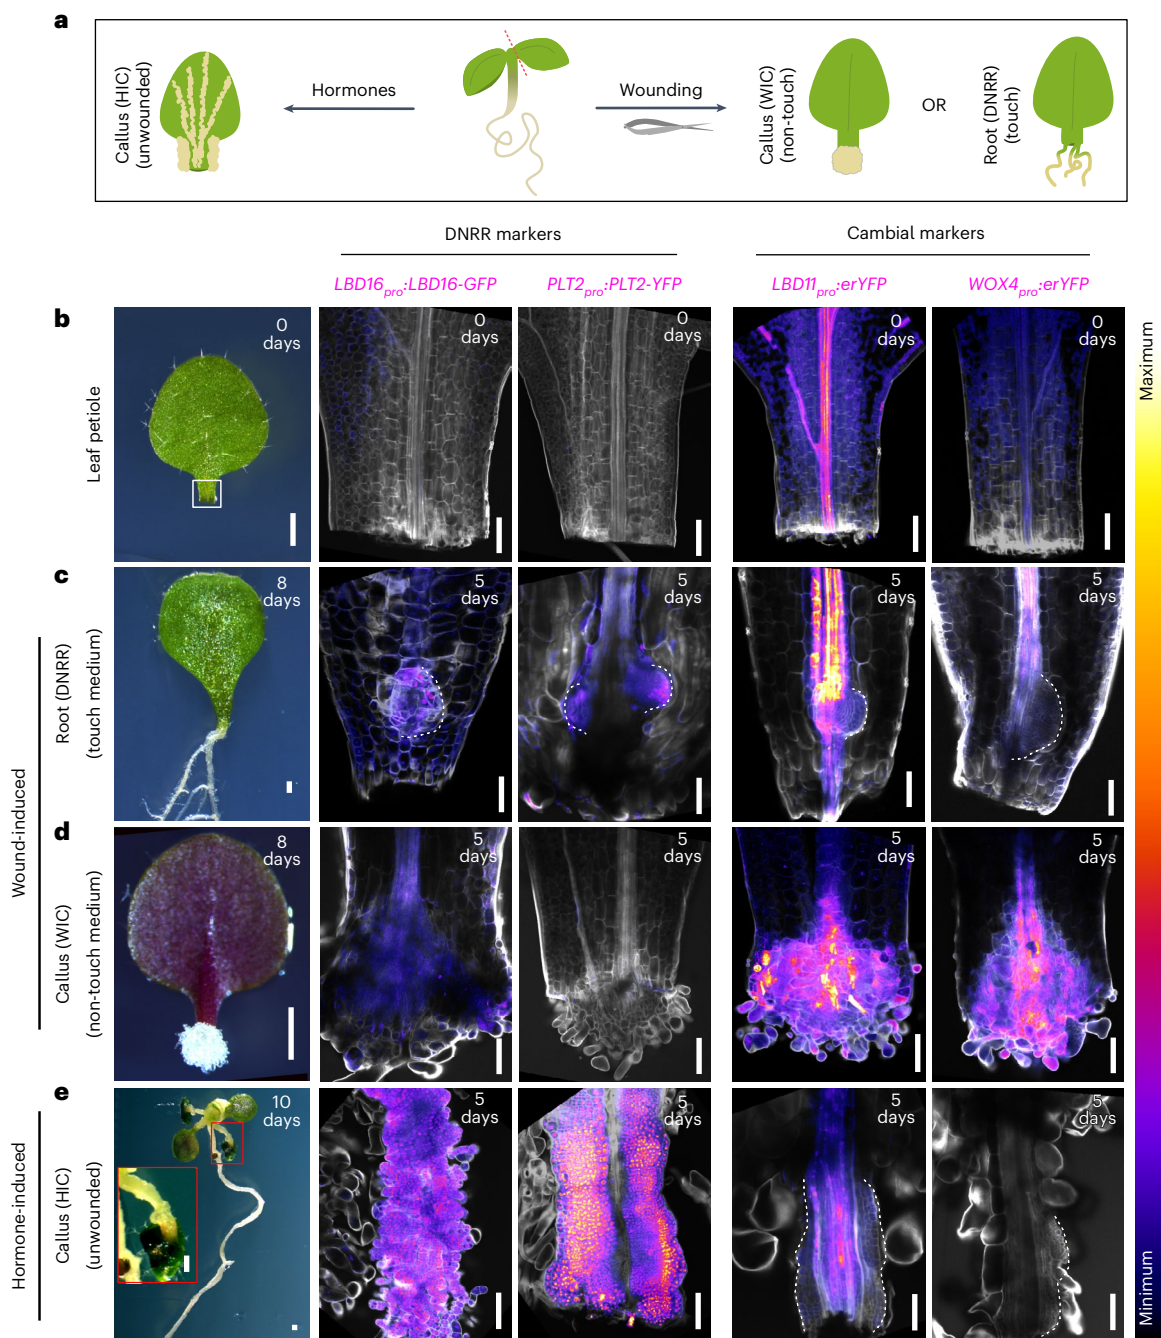 a
Callus (HIC)
(unwounded)
Hormones
Wounding
Callus (WIC)
(non-touch)
OR
Root (DNRR)
(touch)
DNRR markers
Cambial markers
LBD16pro:LBD16-GFP
PLT2pro:PLT2-YFP
LBD11pro:erYFP
WOX4pro:erYFP
b
Leaf petiole
0
days
0
days
0
days
0
days
0
days
Maximum
Wound-induced
c
Root (DNRR)
(touch medium)
8
days
5
days
5
days
5
days
5
days
d
Callus (WIC)
(non-touch medium)
8
days
5
days
5
days
5
days
5
days
Hormone-induced
e
Callus (HIC)
(unwounded)
10
days
5
days
5
days
5
days
5
days
Minimum